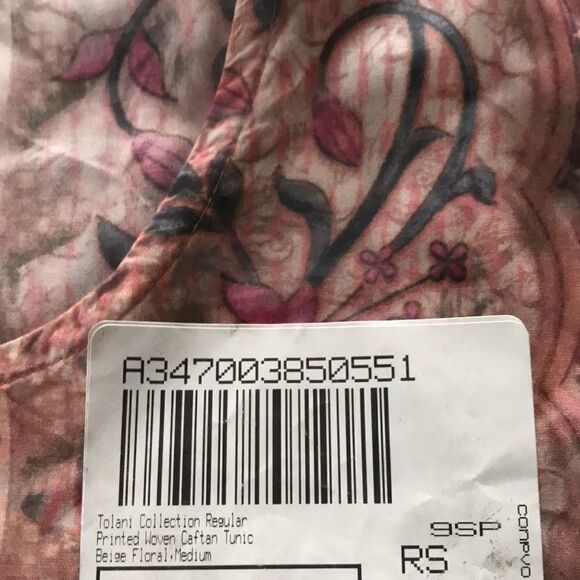 A347003850551
Tolani Collection Regular
Printed Woven Caftan Tunic
Beige Floral,Medium
9SP
RS
compvo